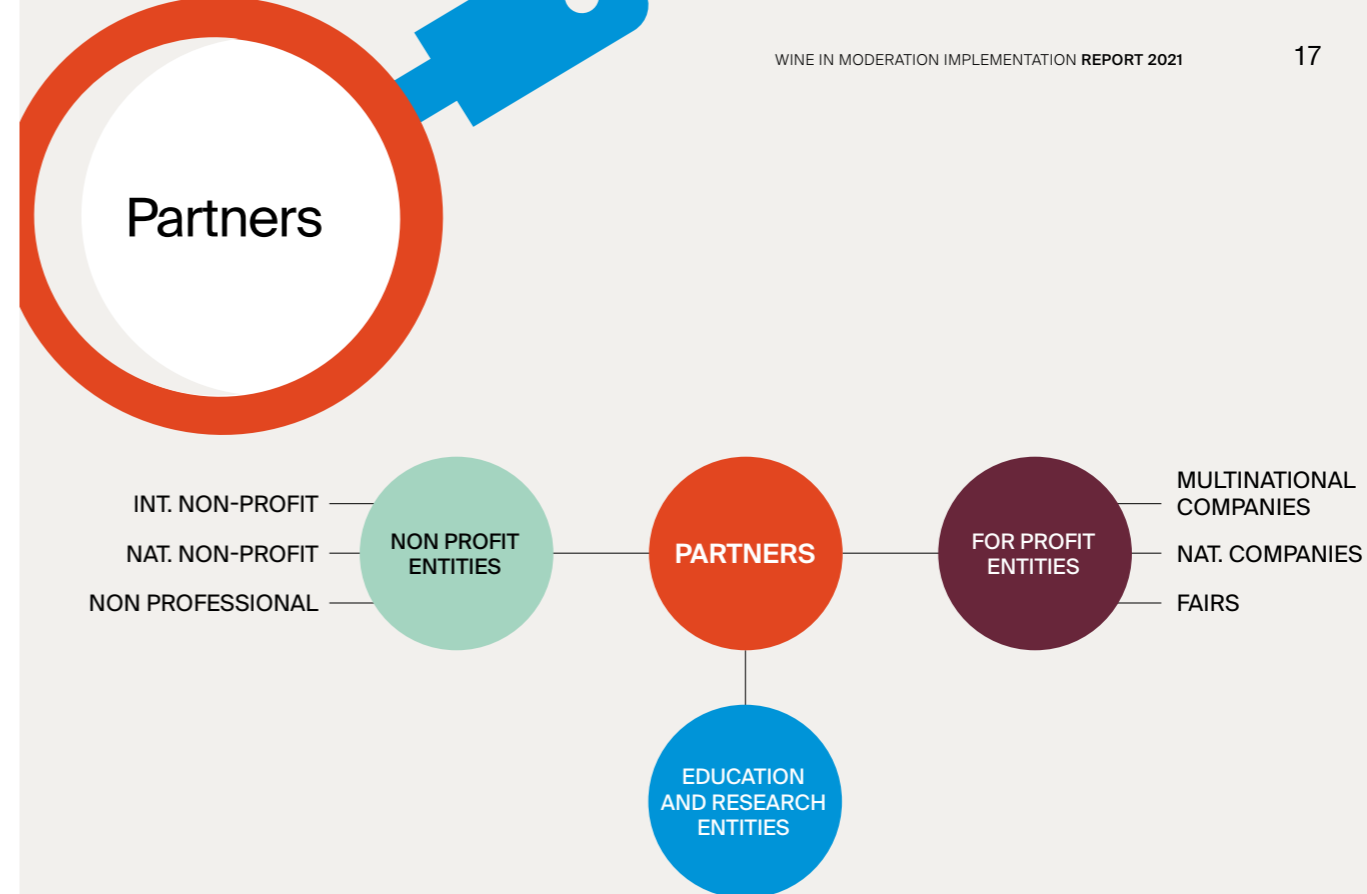 WINE IN MODERATION IMPLEMENTATION REPORT 2021
17
Partners
INT. NON-PROFIT
NAT. NON-PROFIT
NON PROFESSIONAL
NON PROFIT
ENTITIES
PARTNERS
FOR PROFIT
ENTITIES
MULTINATIONAL
COMPANIES
NAT. COMPANIES
FAIRS
EDUCATION
AND RESEARCH
ENTITIES